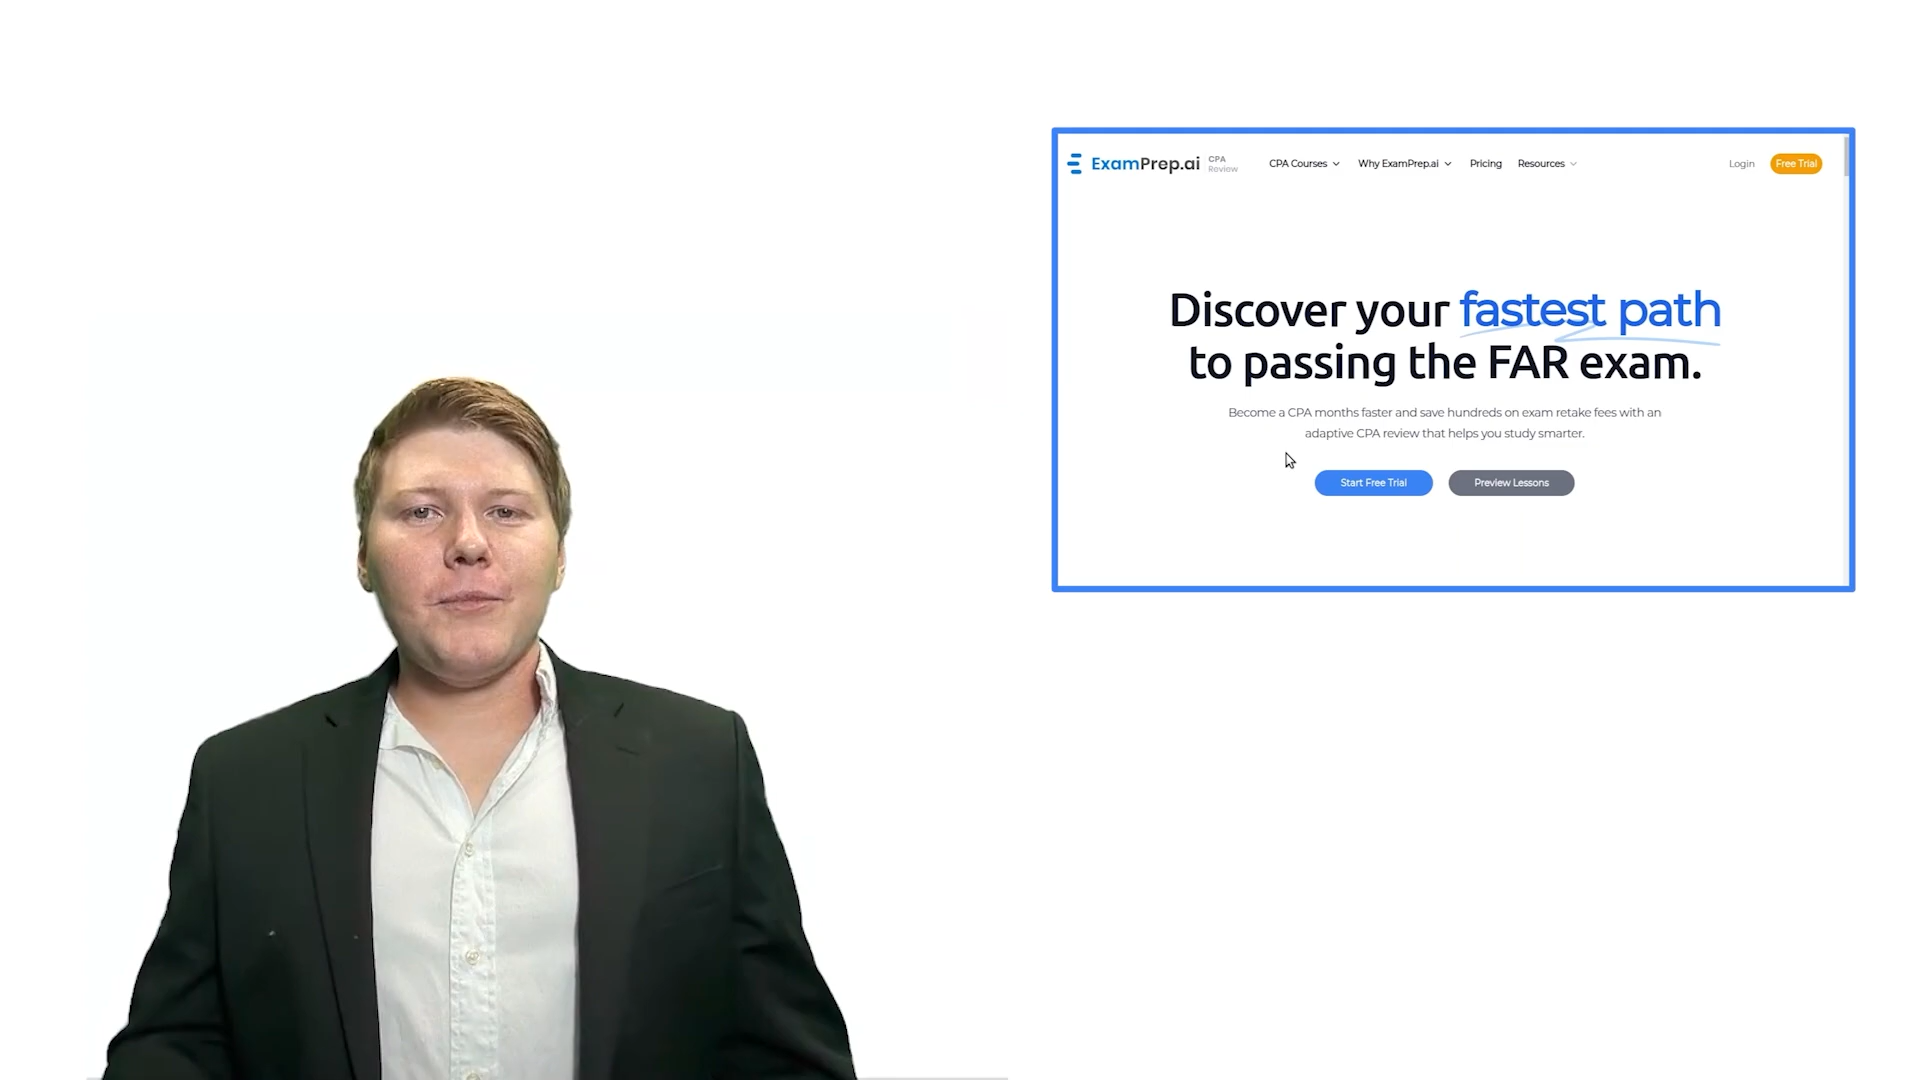 ExamPrep.ai CPA Review CPA Courses Why ExamPrep.ai Pricing Resources Login Free Trial
Discover your fastest path
to passing the FAR exam.
Become a CPA months faster and save hundreds on exam retake fees with an
adaptive CPA review that helps you study smarter.
Start Free Trial Preview Lessons